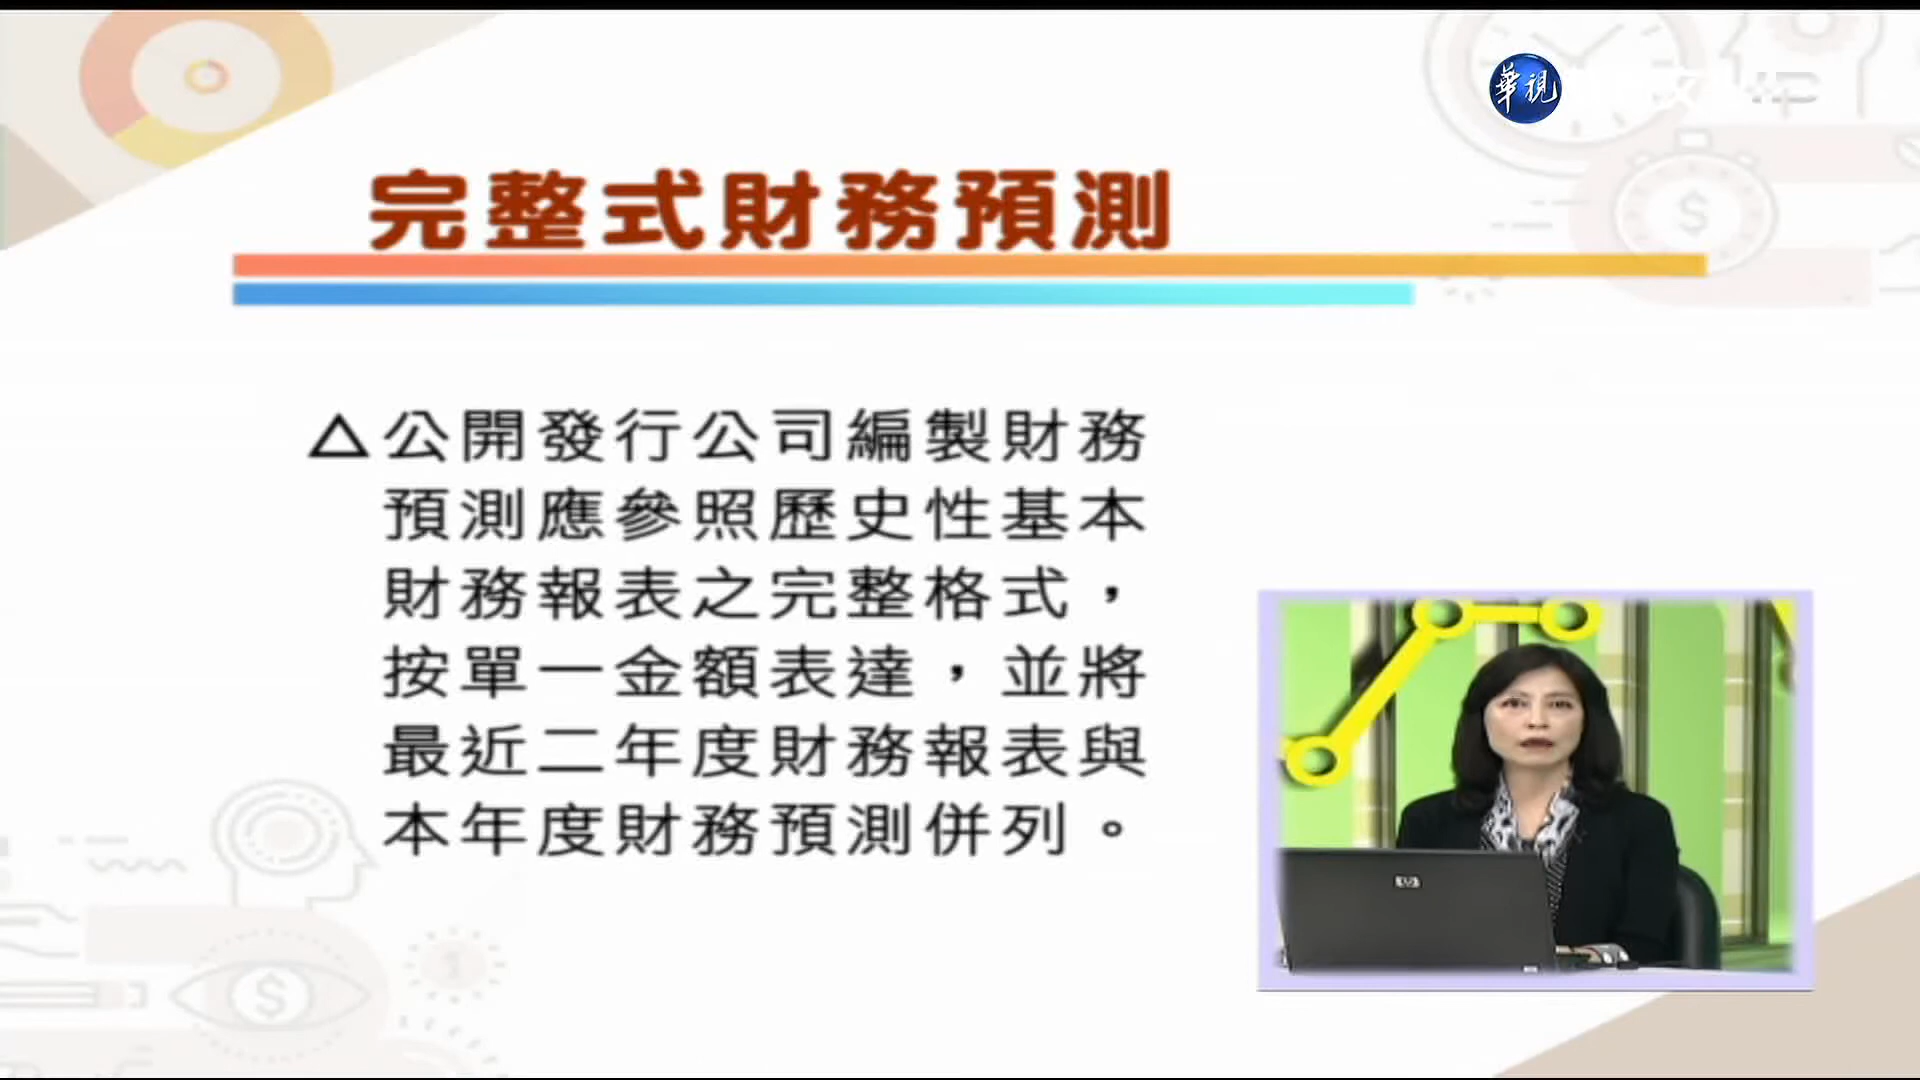 華視
完整式財務預測
△公開發行公司編製財務
預測應參照歷史性基本
財務報表之完整格式，
按單一金額表達，並將
最近二年度財務報表與
本年度財務預測併列。